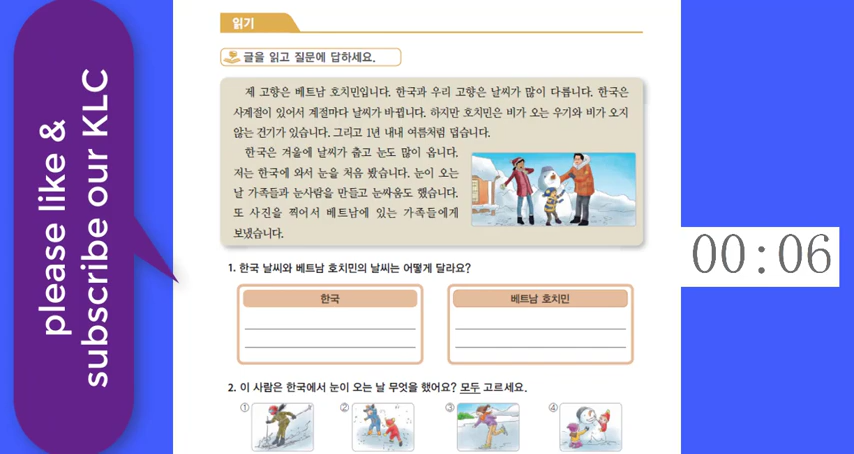 please like &
subscribe our KLC
읽기
글을 읽고 질문에 답하세요.
제 고향은 베트남 호치민입니다. 한국과 우리 고향은 날씨가 많이 다릅니다. 한국은
사계절이 있어서 계절마다 날씨가 바뀝니다. 하지만 호치민은 비가 오는 우기와 비가 오지
않는 건기가 있습니다. 그리고 1년 내내 여름처럼 덥습니다.
한국은 겨울에 날씨가 춥고 눈도 많이 옵니다.
저는 한국에 와서 눈을 처음 봤습니다. 눈이 오는
날 가족들과 눈사람을 만들고 눈싸움도 했습니다.
또 사진을 찍어서 베트남에 있는 가족들에게
보냈습니다.
00:06
1. 한국 날씨와 베트남 호치민의 날씨는 어떻게 달라요?
한국
베트남 호치민
2. 이 사람은 한국에서 눈이 오는 날 무엇을 했어요? 모두 고르세요.
① ② ③ ④